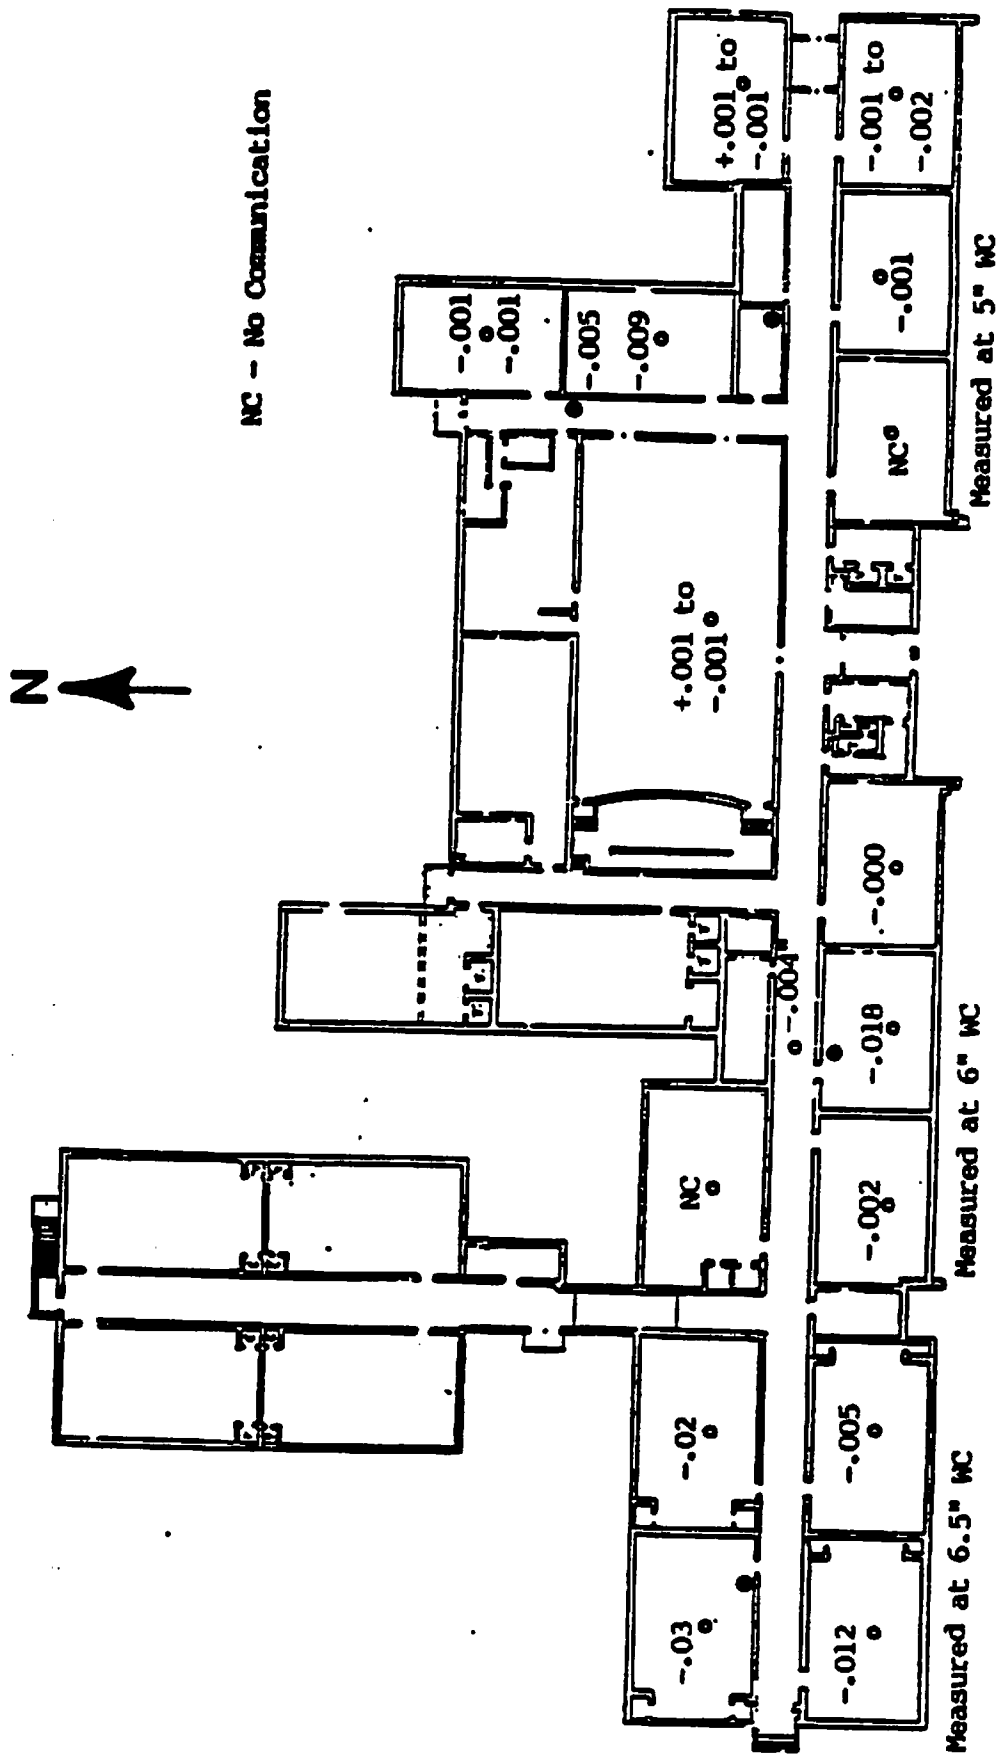 N
NC - No Communication
-.001
-.001
-.005
-.009
+.001 to
-.001
+.001 to
-.001
NC
-.004"
-.03
-.02
-.012
-.005
-.002
-.018
-.000
NC
-.001
-.001 to
-.002
Measured at 6.5" WC
Measured at 6" WC
Measured at 5" WC